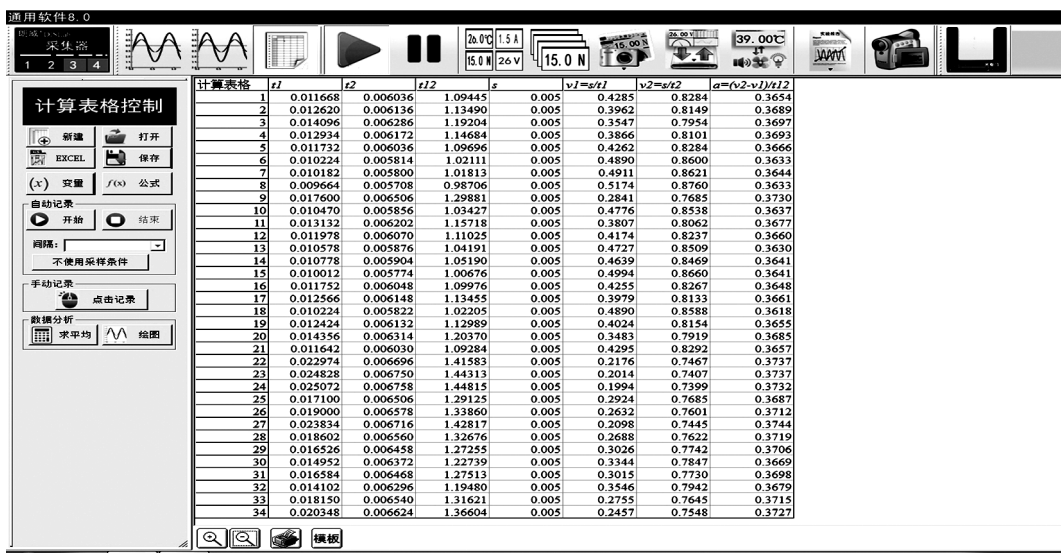 通用软件8.0
采集器
1 2 3 4
26.0℃ 1.5 A
15.0 N 26 V
15.0 N
15.00 N
26.00 V
39.00℃
计算表格控制
新建 打开
EXCEL 保存
(x) 变量 f(x) 公式
自动记录
开始 结束
间隔:
不使用采样条件
手动记录
点击记录
数据分析
求平均 绘图
计算表格 t1 t2 t12 s v1=s/t1 v2=s/t2 a=(v2-v1)/t12
1 0.011668 0.006036 1.09445 0.005 0.4285 0.8284 0.3654
2 0.012620 0.006136 1.13490 0.005 0.3962 0.8149 0.3689
3 0.014096 0.006286 1.19204 0.005 0.3547 0.7954 0.3697
4 0.012934 0.006172 1.14684 0.005 0.3866 0.8101 0.3693
5 0.011732 0.006036 1.09696 0.005 0.4262 0.8284 0.3666
6 0.010224 0.005814 1.02111 0.005 0.4890 0.8600 0.3633
7 0.010182 0.005800 1.01813 0.005 0.4911 0.8621 0.3644
8 0.009664 0.005708 0.98706 0.005 0.5174 0.8760 0.3633
9 0.017600 0.006506 1.29881 0.005 0.2841 0.7685 0.3730
10 0.010470 0.005856 1.03427 0.005 0.4776 0.8538 0.3637
11 0.013132 0.006202 1.15718 0.005 0.3807 0.8062 0.3677
12 0.011978 0.006070 1.11025 0.005 0.4174 0.8237 0.3660
13 0.010578 0.005876 1.04191 0.005 0.4727 0.8509 0.3630
14 0.010778 0.005904 1.05190 0.005 0.4639 0.8469 0.3641
15 0.010012 0.005774 1.00676 0.005 0.4994 0.8660 0.3641
16 0.011752 0.006048 1.09976 0.005 0.4255 0.8267 0.3648
17 0.012566 0.006148 1.13455 0.005 0.3979 0.8133 0.3661
18 0.010224 0.005822 1.02205 0.005 0.4890 0.8588 0.3618
19 0.012424 0.006132 1.12989 0.005 0.4024 0.8154 0.3655
20 0.014356 0.006314 1.20370 0.005 0.3483 0.7919 0.3685
21 0.011642 0.006030 1.09284 0.005 0.4295 0.8292 0.3657
22 0.022974 0.006696 1.41583 0.005 0.2176 0.7467 0.3737
23 0.024828 0.006750 1.44313 0.005 0.2014 0.7407 0.3737
24 0.025072 0.006758 1.44815 0.005 0.1994 0.7399 0.3732
25 0.017100 0.006506 1.29125 0.005 0.2924 0.7685 0.3687
26 0.019000 0.006578 1.33860 0.005 0.2632 0.7601 0.3712
27 0.023834 0.006716 1.42817 0.005 0.2098 0.7445 0.3744
28 0.018602 0.006560 1.32676 0.005 0.2688 0.7622 0.3719
29 0.016526 0.006458 1.27255 0.005 0.3026 0.7742 0.3706
30 0.014952 0.006372 1.22739 0.005 0.3344 0.7847 0.3669
31 0.016584 0.006468 1.27513 0.005 0.3015 0.7730 0.3698
32 0.014102 0.006296 1.19480 0.005 0.3546 0.7942 0.3679
33 0.018150 0.006540 1.31621 0.005 0.2755 0.7645 0.3715
34 0.020348 0.006624 1.36604 0.005 0.2457 0.7548 0.3727
模板